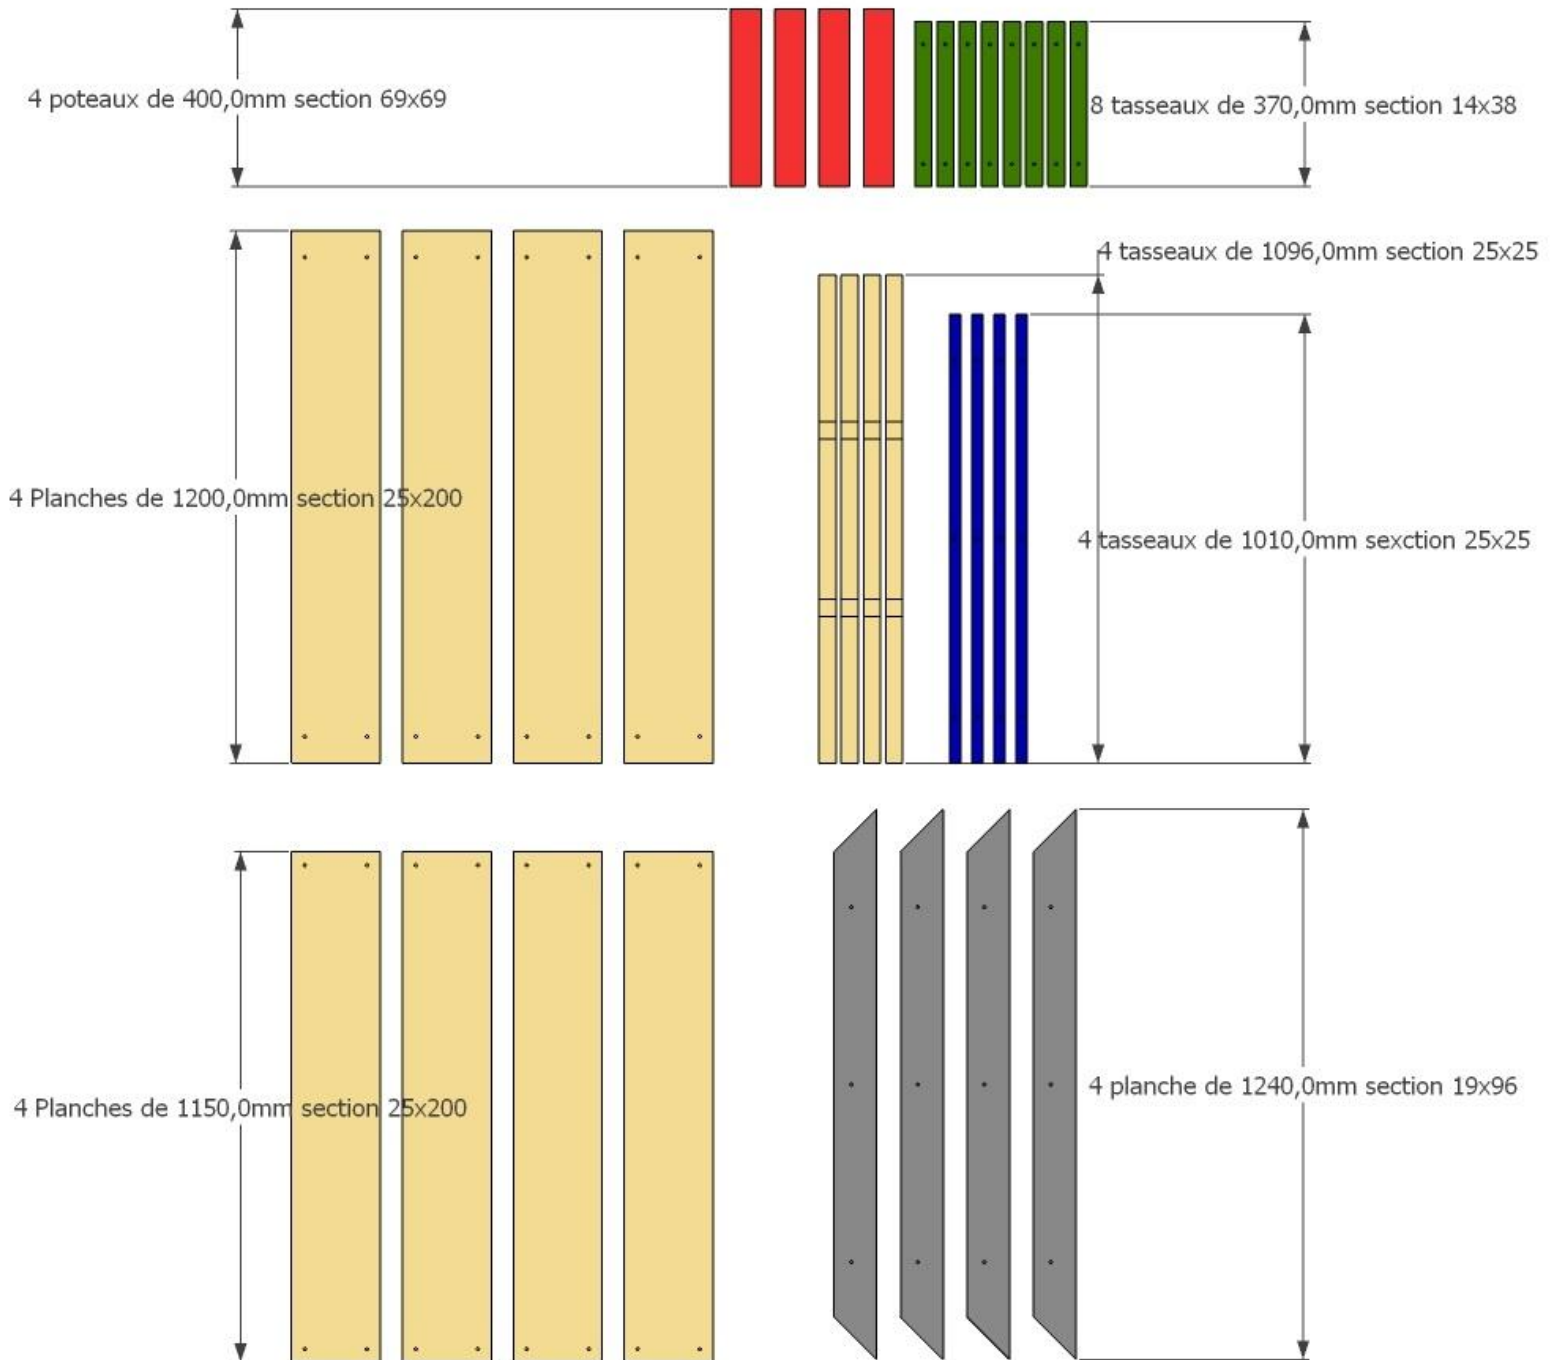 4 poteaux de 400,0mm section 69x69
8 tasseaux de 370,0mm section 14x38
4 tasseaux de 1096,0mm section 25x25
4 Planches de 1200,0mm section 25x200
4 tasseaux de 1010,0mm sexction 25x25
4 Planches de 1150,0mm section 25x200
4 planche de 1240,0mm section 19x96